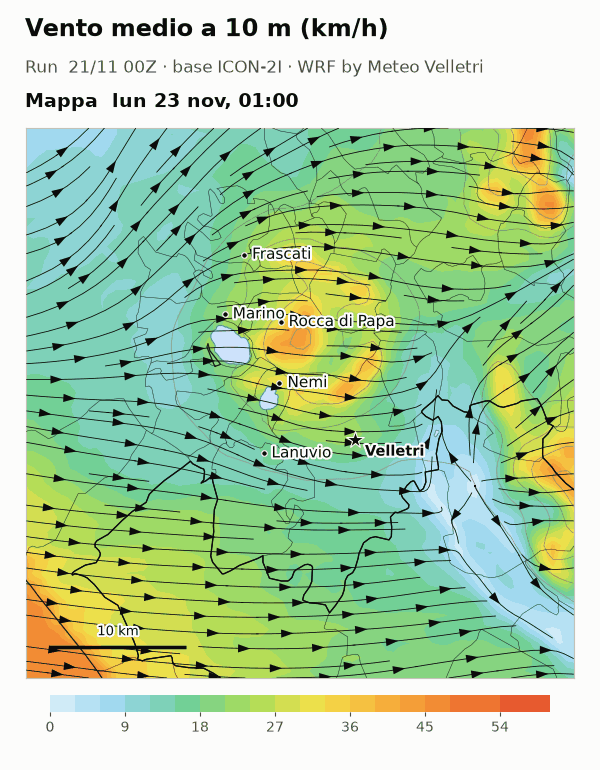 Vento medio a 10 m (km/h)
Run  21/11 00Z · base ICON-2I · WRF by Meteo Velletri
Mappa  lun 23 nov, 01:00
Frascati
Marino
Rocca di Papa
Nemi
Velletri
Lanuvio
10 km
0 9 18 27 36 45 54